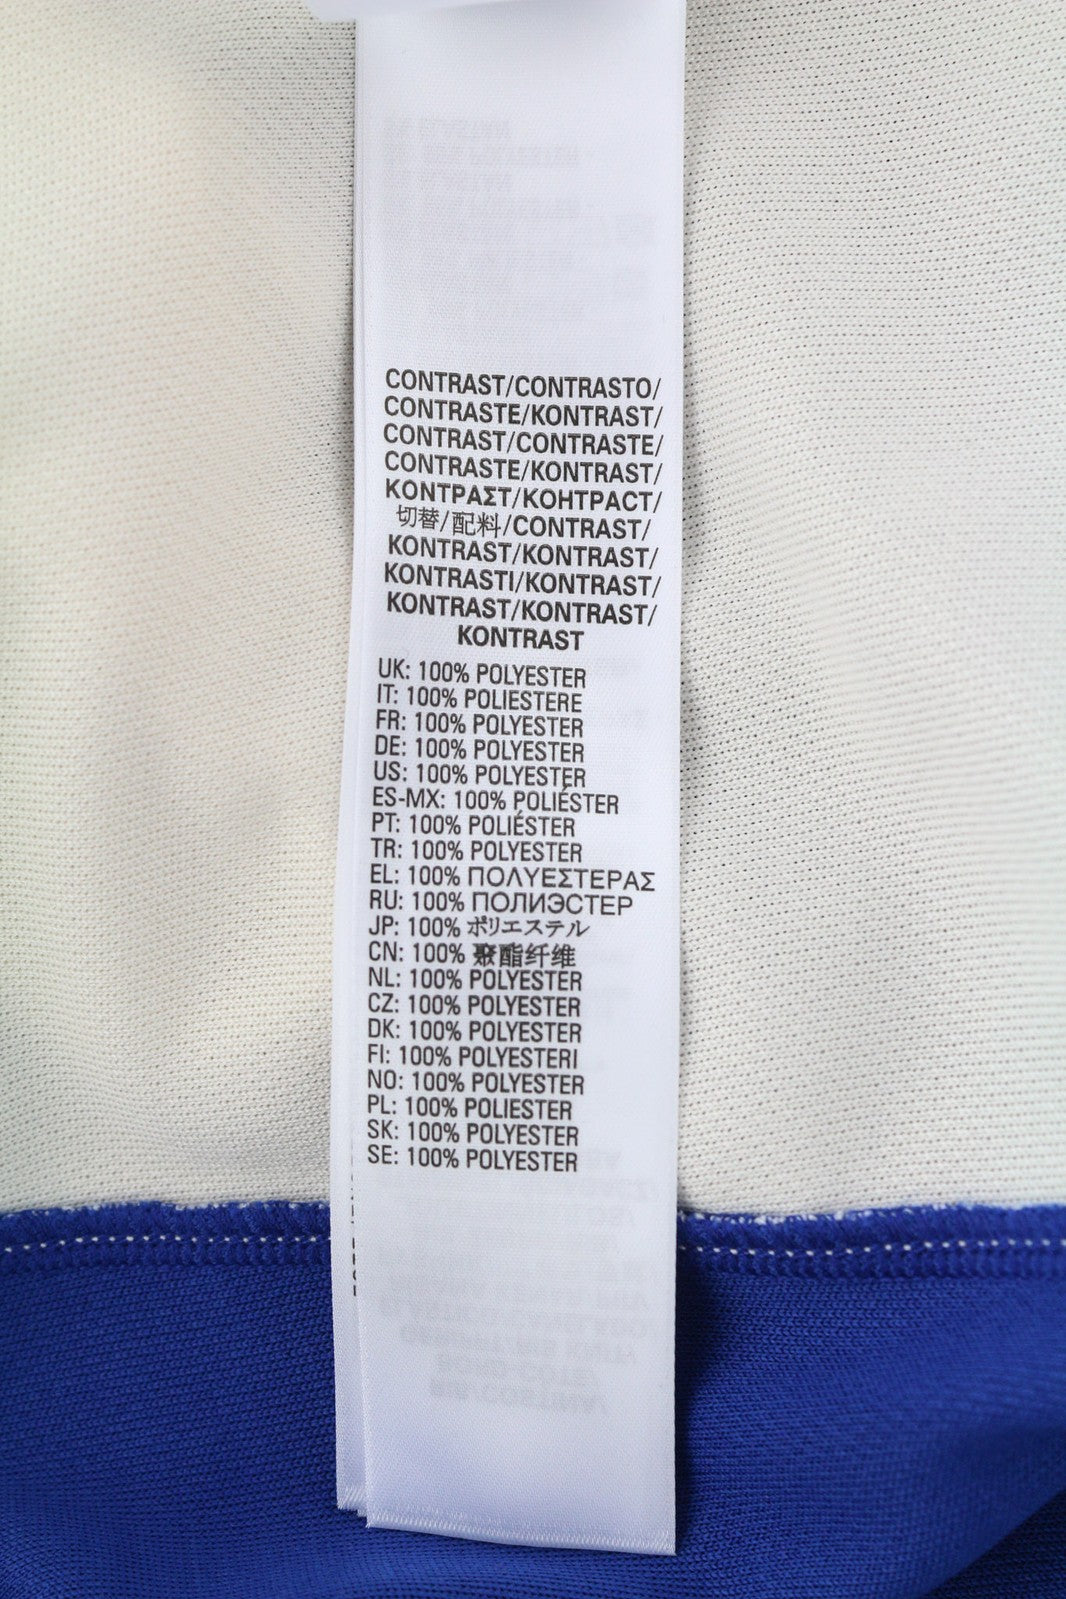 CONTRAST/CONTRASTO/
CONTRASTE/KONTRAST/
CONTRAST/CONTRASTE/
CONTRASTE/KONTRAST/
ΚΟΝΤΡΑΣΤ/КОНТРАСТ/
切替/配料/CONTRAST/
KONTRAST/KONTRAST/
KONTRASTI/KONTRAST/
KONTRAST/KONTRAST/
KONTRAST
UK: 100% POLYESTER
IT: 100% POLIESTERE
FR: 100% POLYESTER
DE: 100% POLYESTER
US: 100% POLYESTER
ES-MX: 100% POLIÉSTER
PT: 100% POLIÉSTER
TR: 100% POLYESTER
EL: 100% ΠΟΛΥΕΣΤΕΡΑΣ
RU: 100% ПОЛИЭСТЕР
JP: 100% ポリエステル
CN: 100% 聚酯纤维
NL: 100% POLYESTER
CZ: 100% POLYESTER
DK: 100% POLYESTER
FI: 100% POLYESTERI
NO: 100% POLYESTER
PL: 100% POLIESTER
SK: 100% POLYESTER
SE: 100% POLYESTER